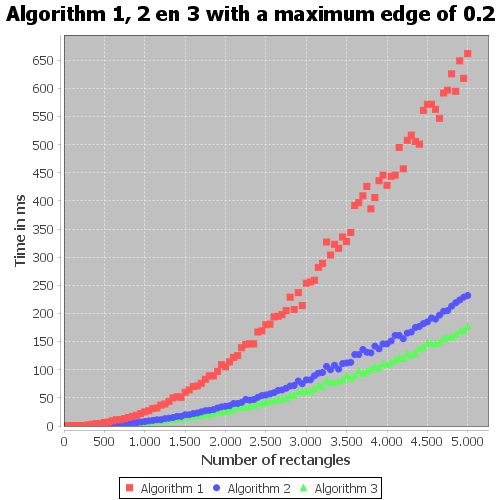 Algorithm 1, 2 en 3 with a maximum edge of 0.2
650
600
550
500
450
400
350
300
250
200
150
100
50
0
Time in ms
0 500 1.000 1.500 2.000 2.500 3.000 3.500 4.000 4.500 5.000
Number of rectangles
Algorithm 1 Algorithm 2 Algorithm 3